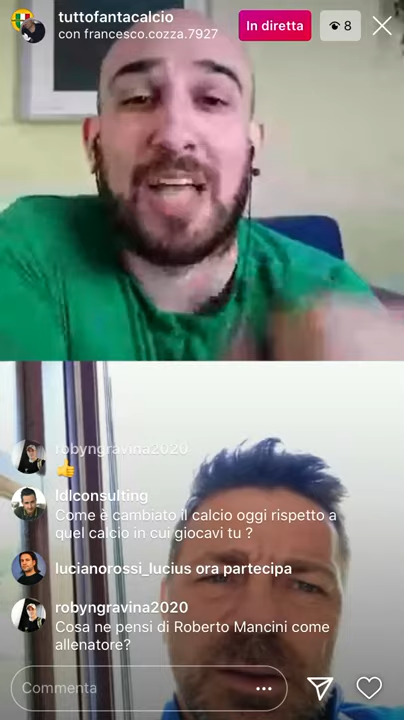 tuttofantacalcio
con francesco.cozza.7927
In diretta
8
robyngravina2020
👍
ldlconsulting
Come è cambiato il calcio oggi rispetto a
quel calcio in cui giocavi tu ?
lucianorossi_lucius ora partecipa
robyngravina2020
Cosa ne pensi di Roberto Mancini come
allenatore?
Commenta